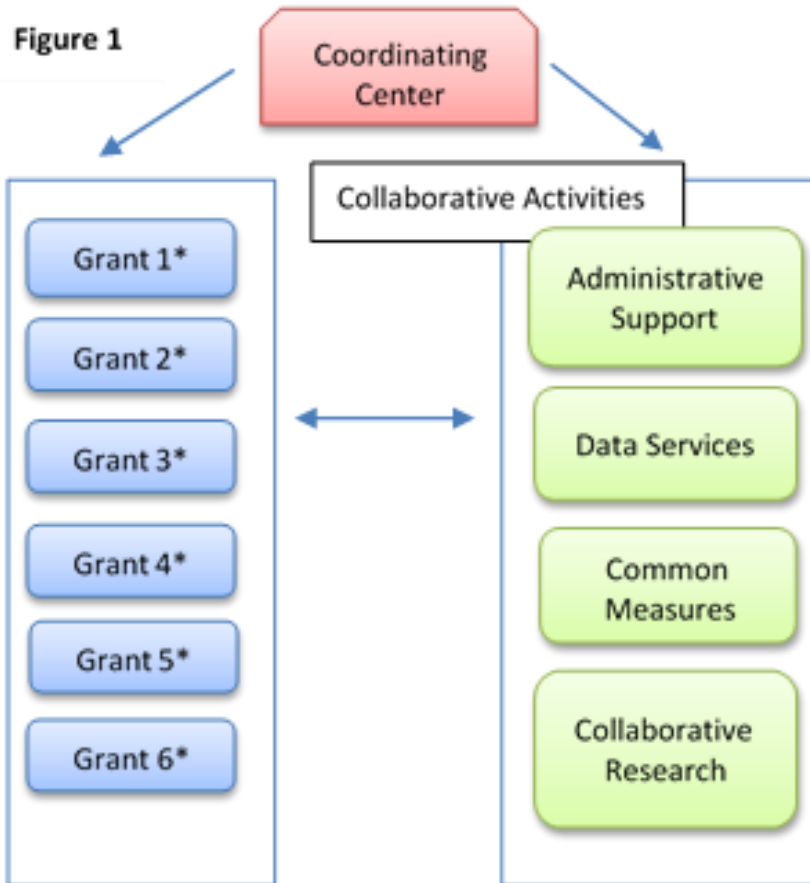 Figure 1
Coordinating
Center
Collaborative Activities
Grant 1*
Grant 2*
Grant 3*
Grant 4*
Grant 5*
Grant 6*
Administrative
Support
Data Services
Common
Measures
Collaborative
Research